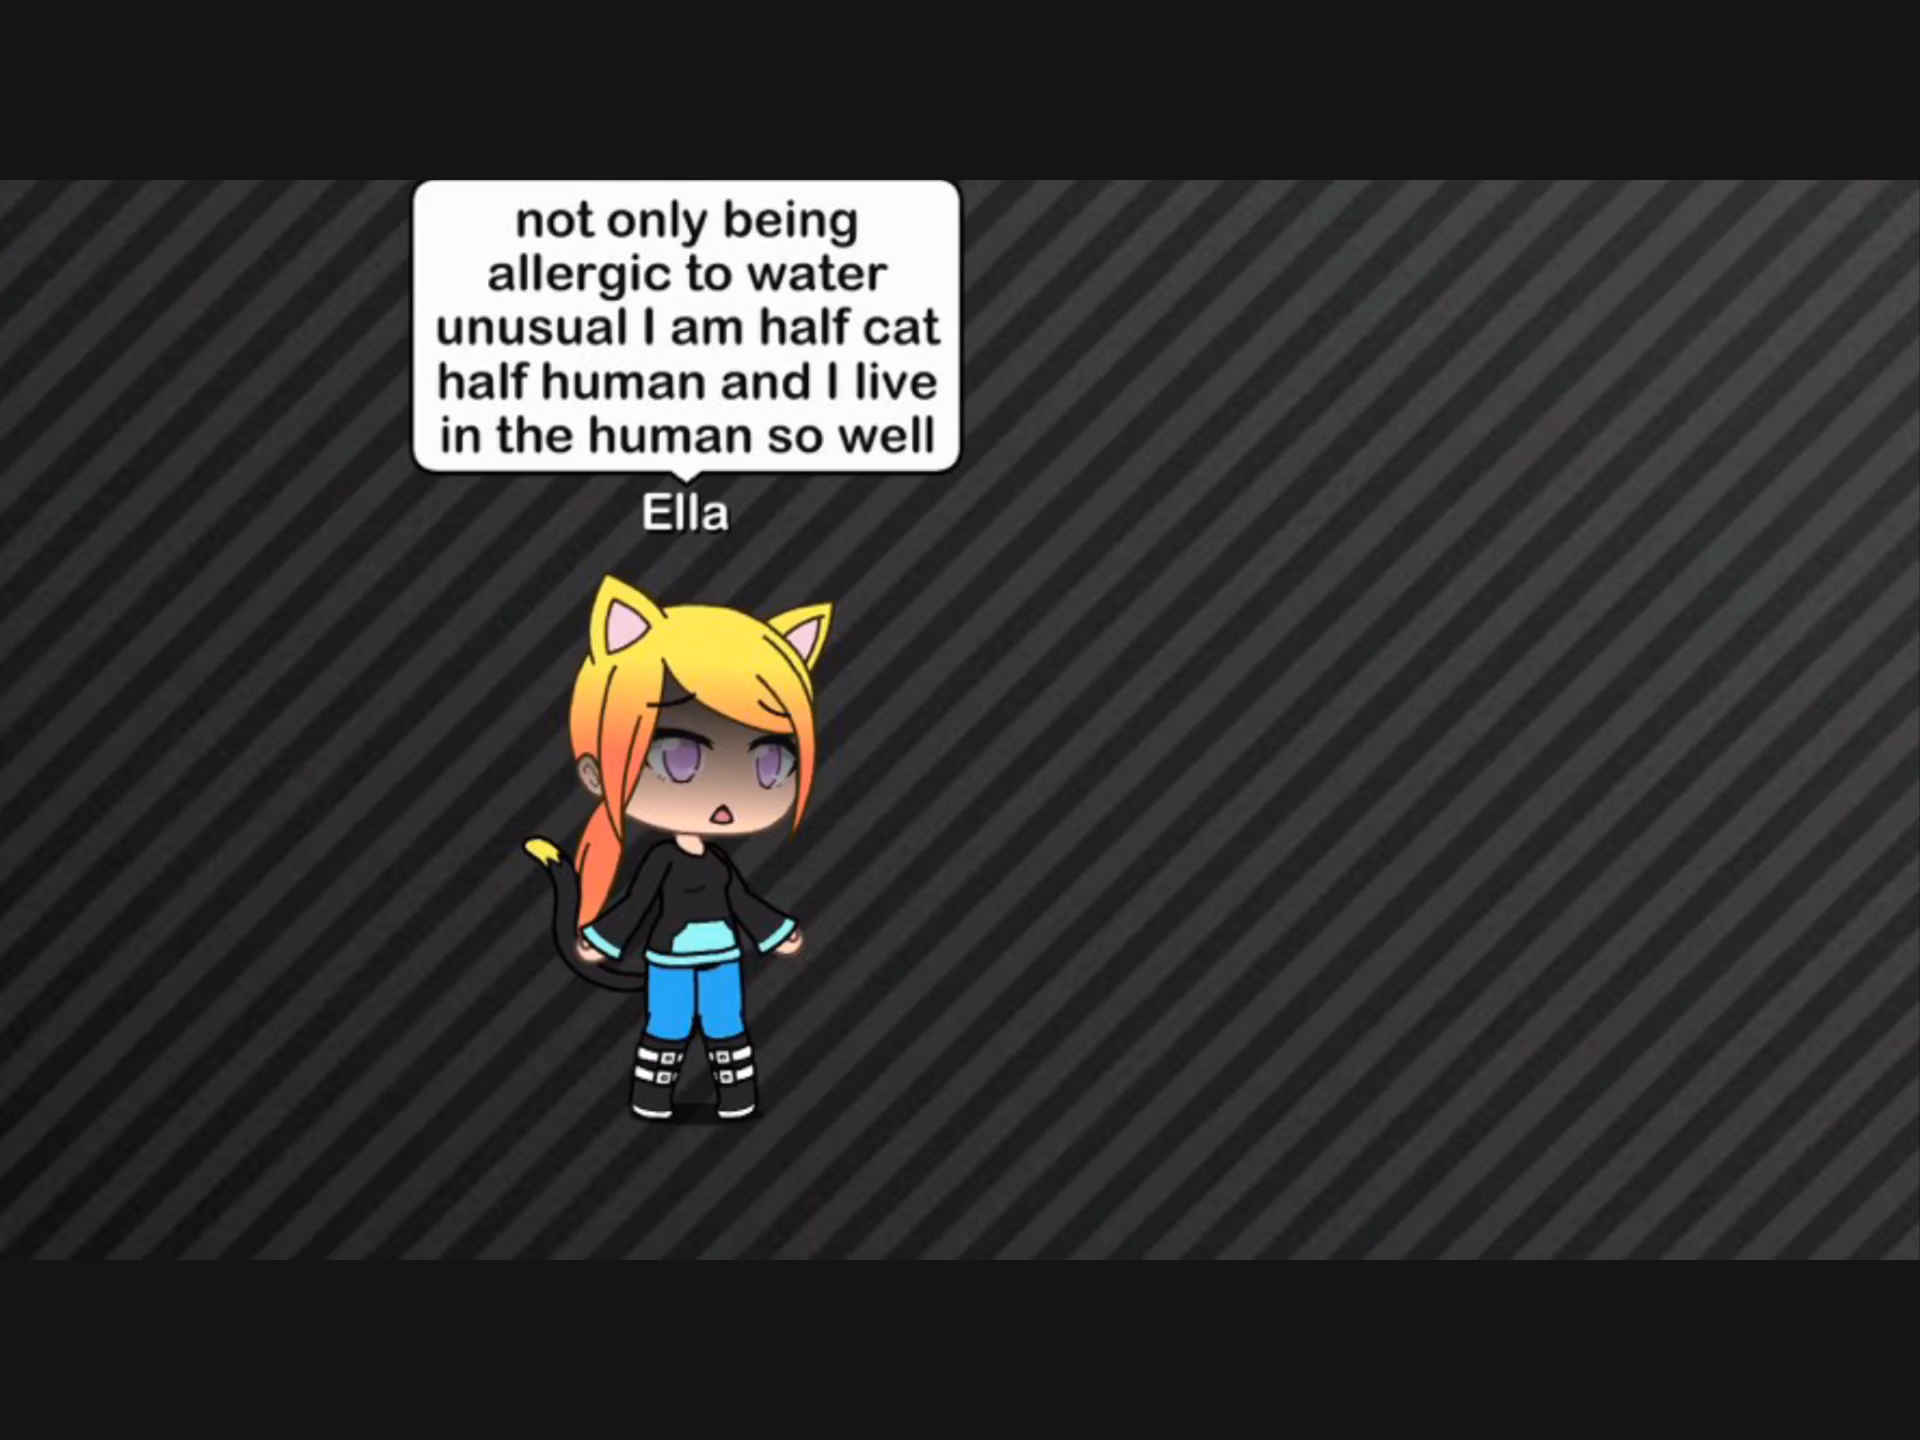 not only being
allergic to water
unusual I am half cat
half human and I live
in the human so well
Ella